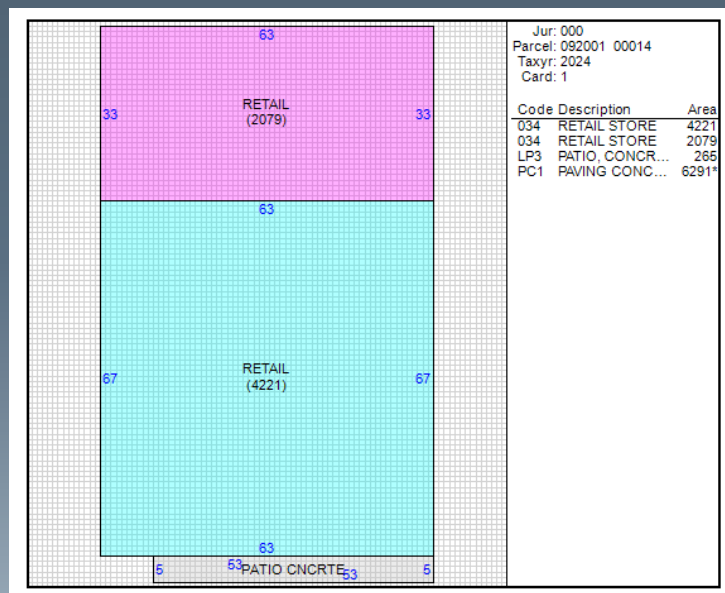 63
33
RETAIL
(2079)
33
63
67
RETAIL
(4221)
67
63
5
53
PATIO CNCRTE
53
5
Jur: 000
Parcel: 092001 00014
Taxyr: 2024
Card: 1
Code Description Area
034 RETAIL STORE 4221
034 RETAIL STORE 2079
LP3 PATIO, CONCR... 265
PC1 PAVING CONC... 6291*